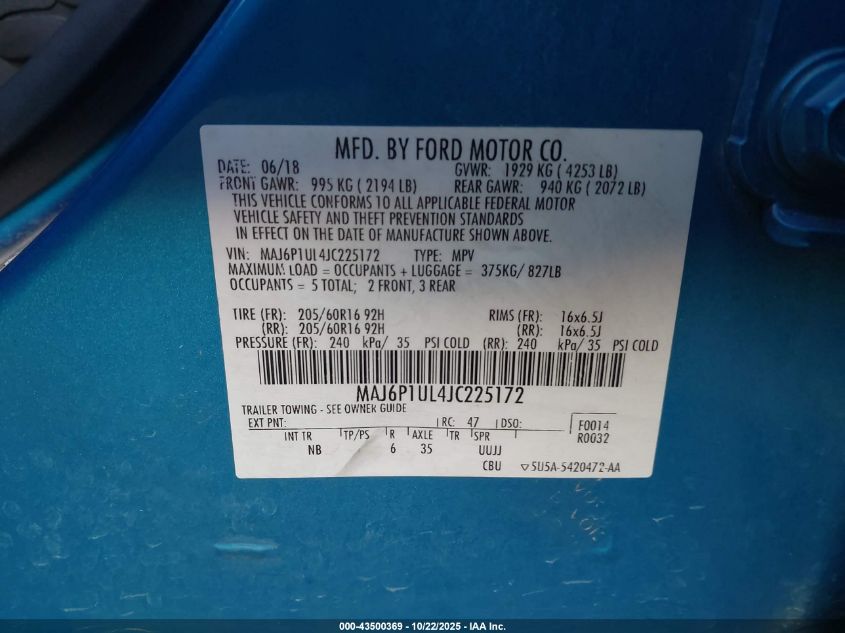 MFD. BY FORD MOTOR CO.
DATE: 06/18 GVWR: 1929 KG ( 4253 LB)
FRONT GAWR: 995 KG ( 2194 LB) REAR GAWR: 940 KG ( 2072 LB)
THIS VEHICLE CONFORMS TO ALL APPLICABLE FEDERAL MOTOR
VEHICLE SAFETY AND THEFT PREVENTION STANDARDS
IN EFFECT ON THE DATE OF MANUFACTURE SHOWN ABOVE.
VIN: MAJ6P1UL4JC225172 TYPE: MPV
MAXIMUM LOAD = OCCUPANTS + LUGGAGE = 375KG/ 827LB
OCCUPANTS = 5 TOTAL; 2 FRONT, 3 REAR
TIRE (FR): 205/60R16 92H RIMS (FR): 16x6.5J
(RR): 205/60R16 92H (RR): 16x6.5J
PRESSURE (FR): 240 kPa/ 35 PSI COLD (RR): 240 kPa/ 35 PSI COLD
MAJ6P1UL4JC225172
TRAILER TOWING - SEE OWNER GUIDE
EXT PNT: RC: 47 DSO: F0014
R0032
INT TR TP/PS R AXLE TR SPR
NB 6 35 UUJJ
CBU 5U5A-5420472-AA
000-43500369 - 10/22/2025 - IAA Inc.